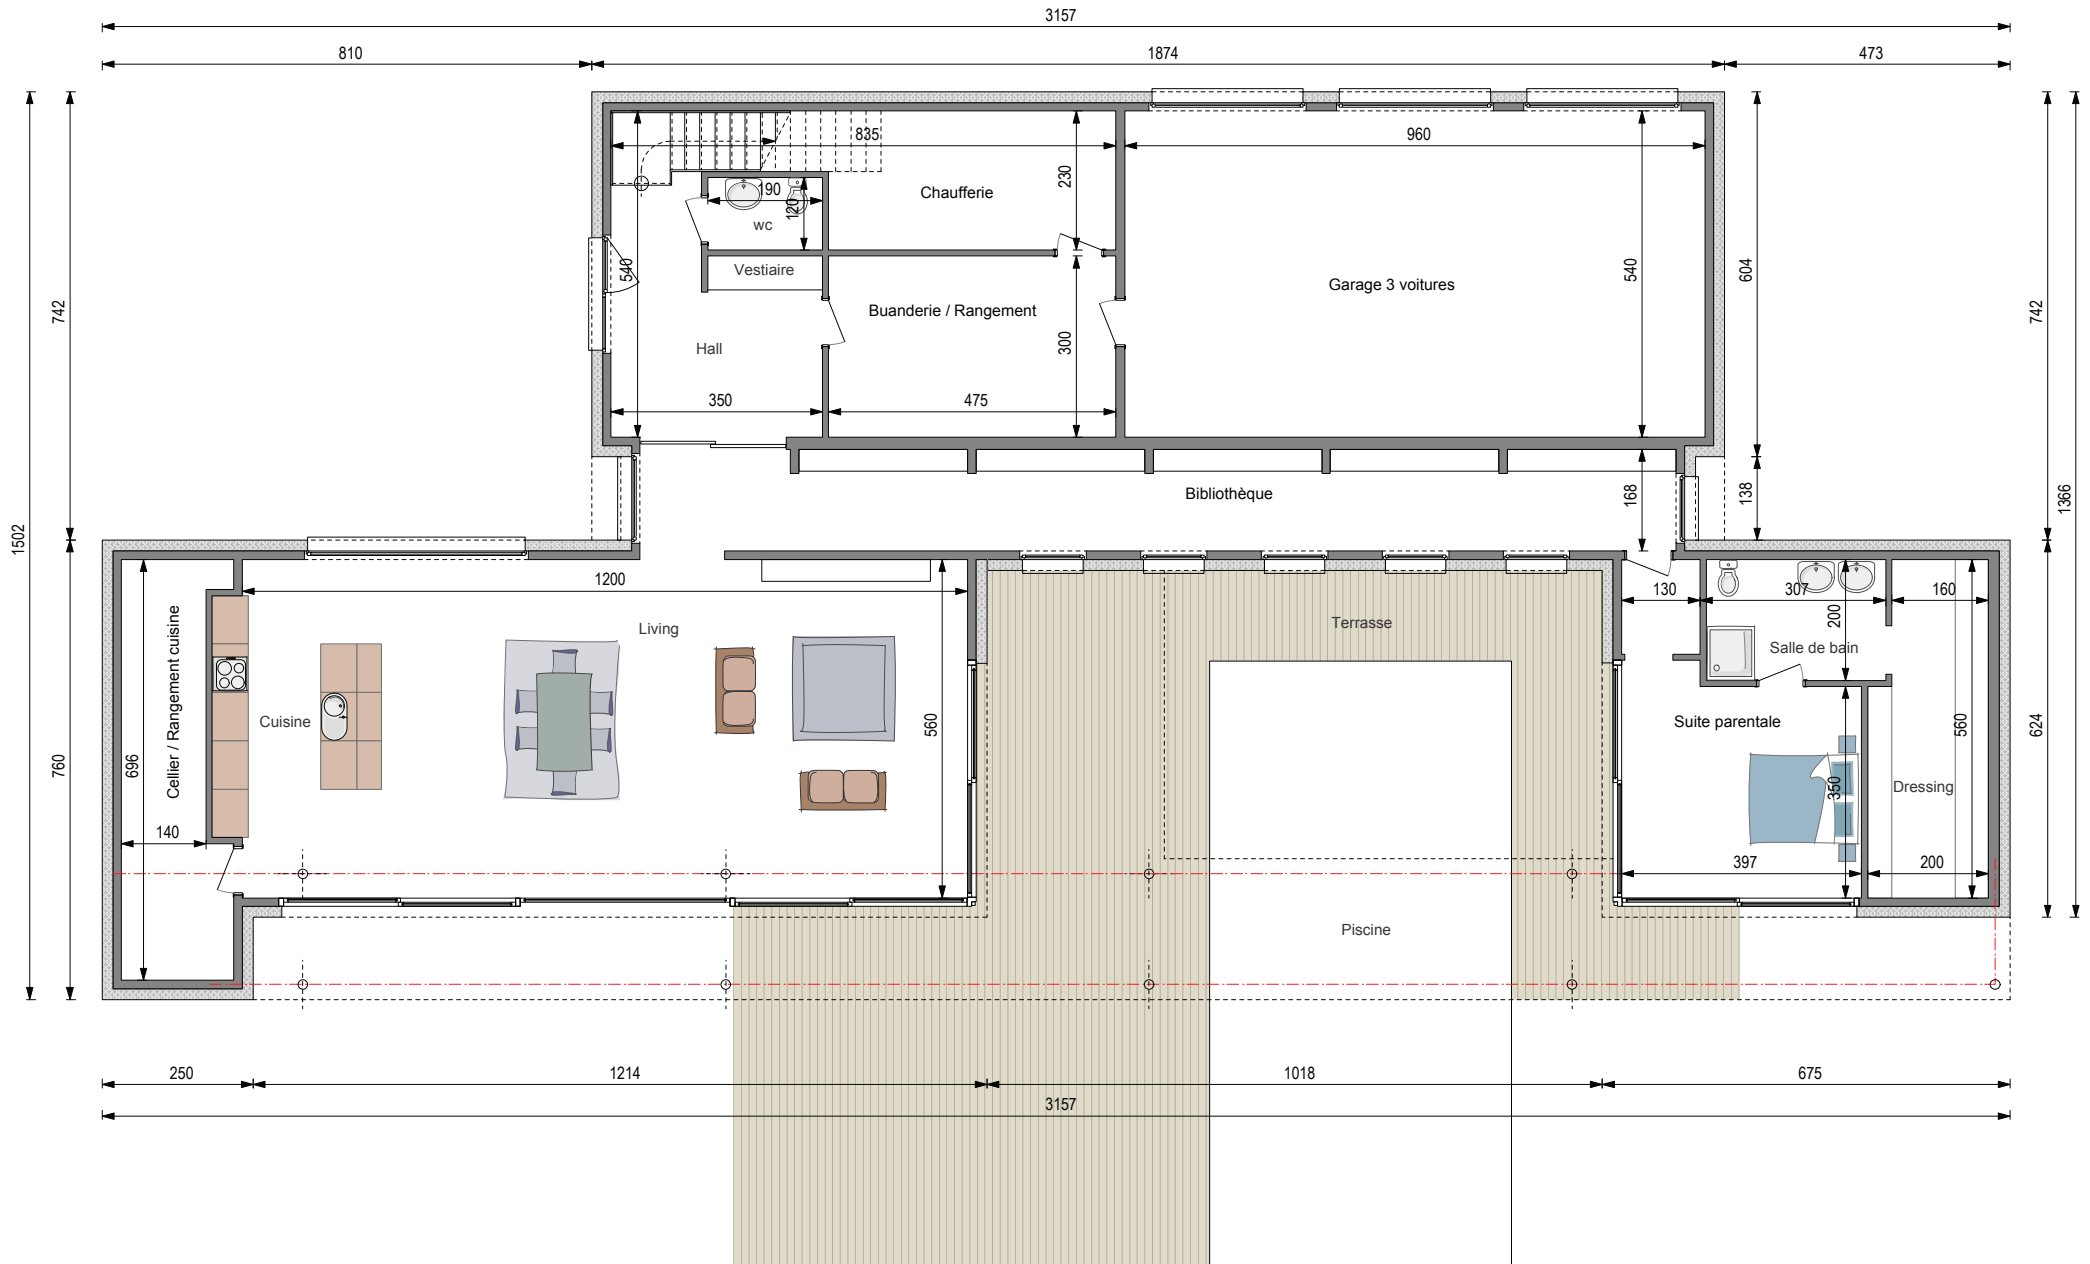 3157
810
1874
473
835
960
230
190
120
Chaufferie
wc
Vestiaire
540
Garage 3 voitures
540
604
742
742
Buanderie / Rangement
300
Hall
350
475
Bibliothèque
168
138
1502
1366
1200
130
307
200
160
Living
Terrasse
Salle de bain
Cellier / Rangement cuisine
Cuisine
560
Suite parentale
560
624
760
696
350
Dressing
140
397
200
Piscine
250
1214
1018
675
3157